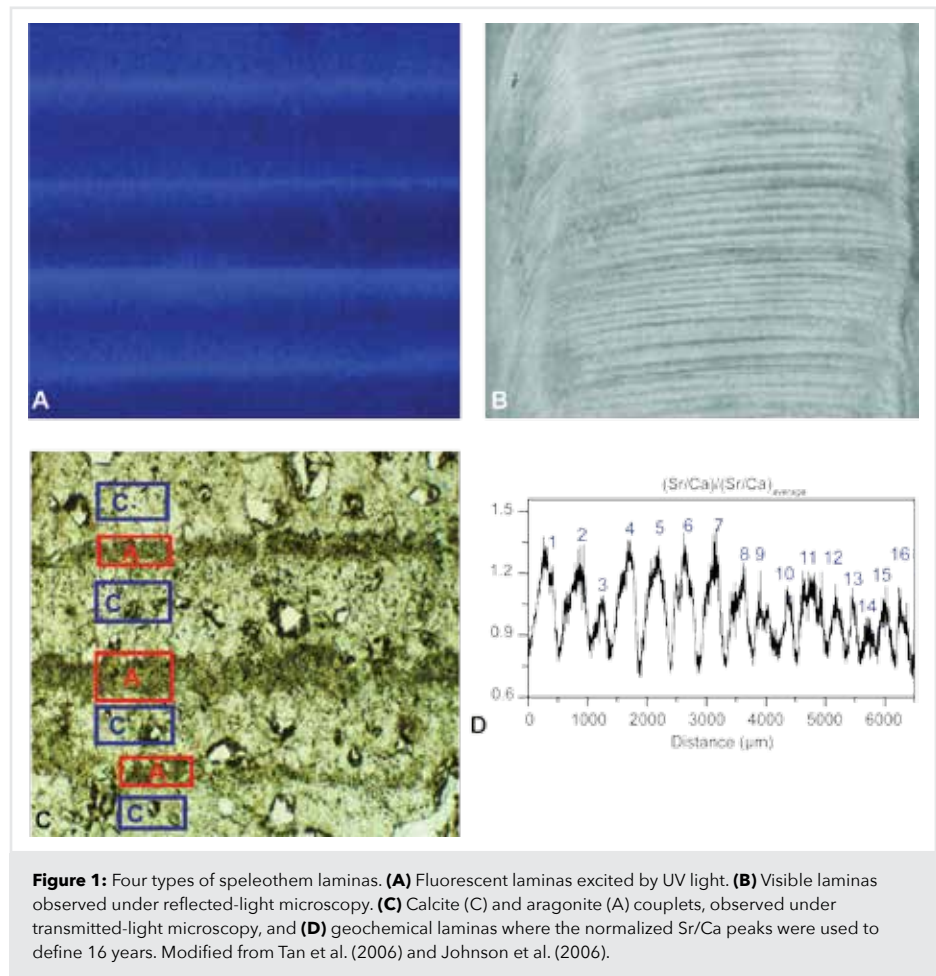 A
B
C
A
C
A
C
A
C
C
(Sr/Ca)/(Sr/Ca)average
1.5
1.2
0.9
0.6
1 2 3 4 5 6 7 8 9 10 11 12 13 14 15 16
0 1000 2000 3000 4000 5000 6000
Distance (µm)
D
Figure 1: Four types of speleothem laminas. (A) Fluorescent laminas excited by UV light. (B) Visible laminas
observed under reflected-light microscopy. (C) Calcite (C) and aragonite (A) couplets, observed under
transmitted-light microscopy, and (D) geochemical laminas where the normalized Sr/Ca peaks were used to
define 16 years. Modified from Tan et al. (2006) and Johnson et al. (2006).